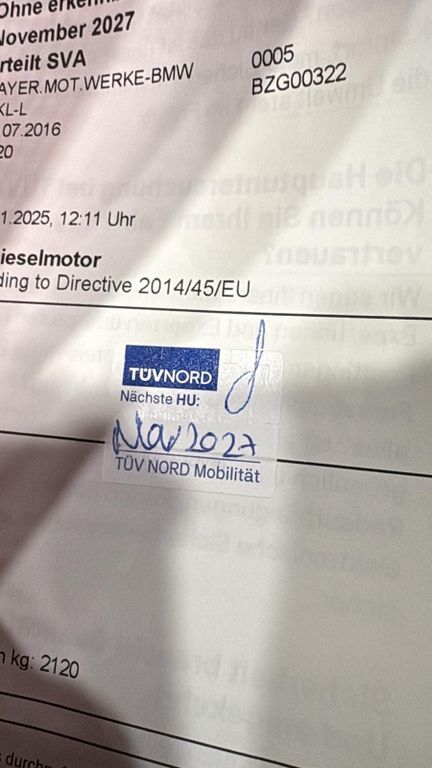 Ohne
November 2027
rteilt SVA
AYER.MOT.WERKE-BMW 0005
KL-L BZG00322
.07.2016
20
1.2025, 12:11 Uhr
ieselmotor
ding to Directive 2014/45/EU
TÜVNORD
Nächste HU:
Nov 2027
TÜV NORD Mobilität
n kg: 2120
durch